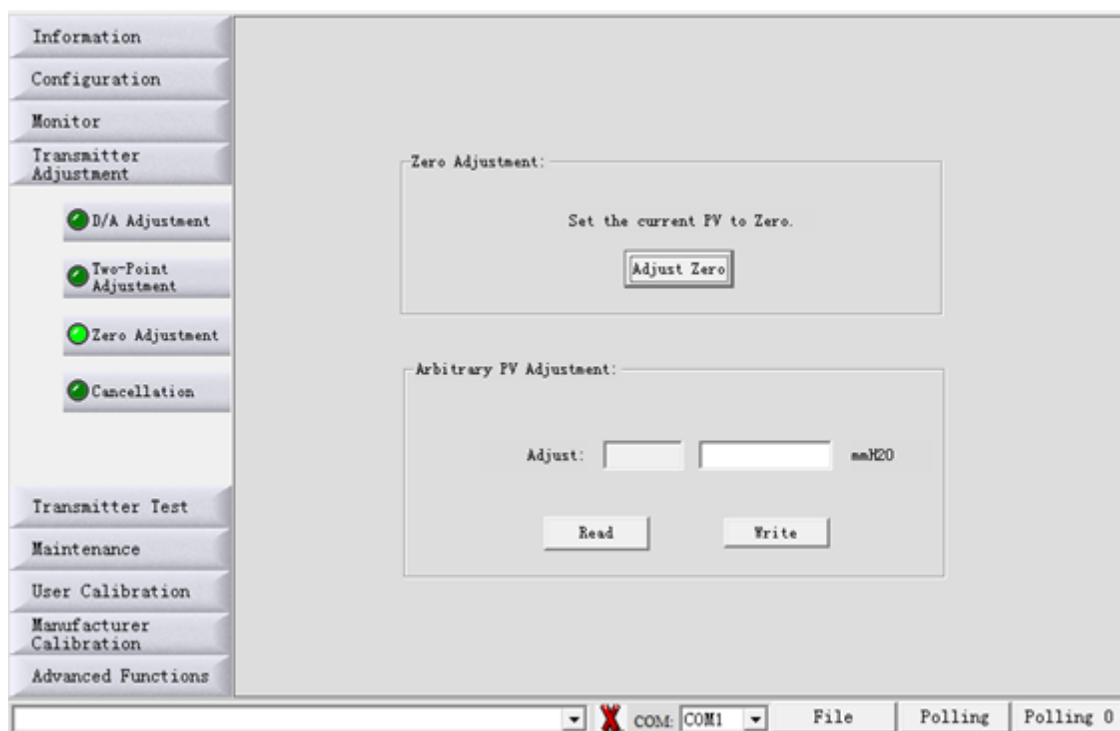 Information
Configuration
Monitor
Transmitter
Adjustment
D/A Adjustment
Two-Point
Adjustment
Zero Adjustment
Cancellation
Transmitter Test
Maintenance
User Calibration
Manufacturer
Calibration
Advanced Functions
Zero Adjustment:
Set the current PV to Zero.
Adjust Zero
Arbitrary PV Adjustment:
Adjust: mmH2O
Read Write
COM: COM1 File Polling Polling 0